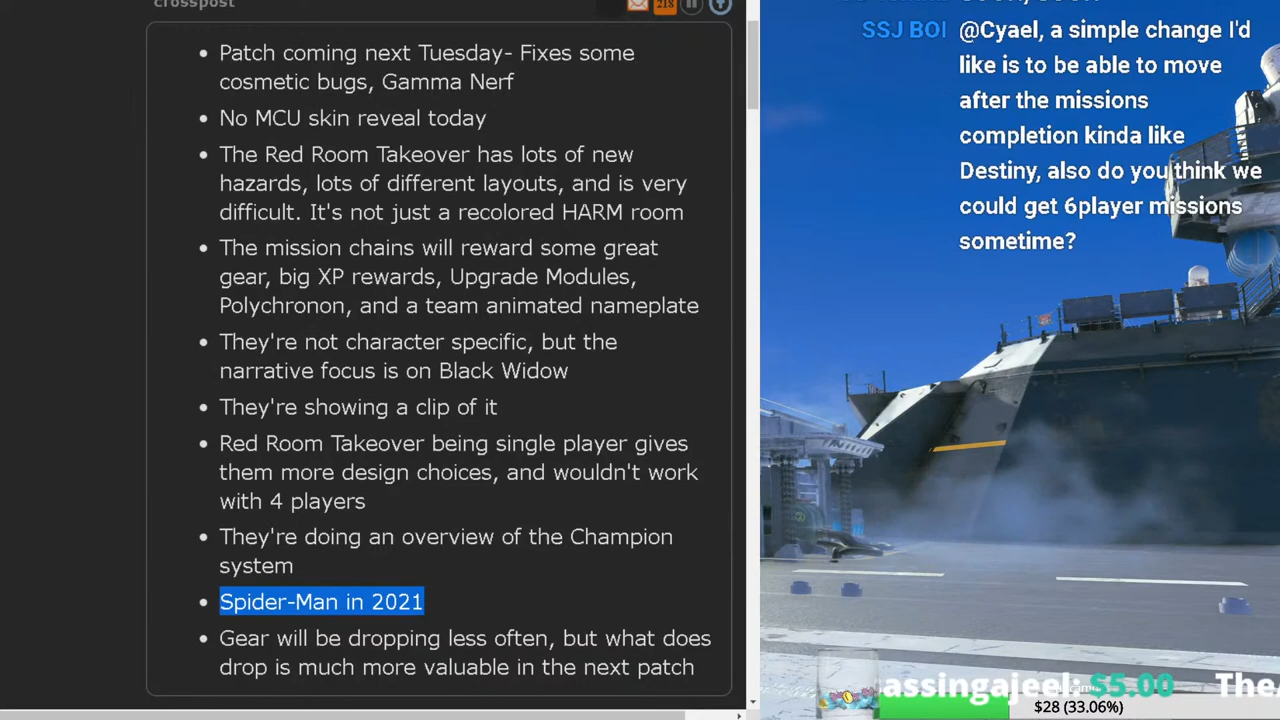 crosspost
218
Patch coming next Tuesday- Fixes some
cosmetic bugs, Gamma Nerf
No MCU skin reveal today
The Red Room Takeover has lots of new
hazards, lots of different layouts, and is very
difficult. It's not just a recolored HARM room
The mission chains will reward some great
gear, big XP rewards, Upgrade Modules,
Polychronon, and a team animated nameplate
They're not character specific, but the
narrative focus is on Black Widow
They're showing a clip of it
Red Room Takeover being single player gives
them more design choices, and wouldn't work
with 4 players
They're doing an overview of the Champion
system
Spider-Man in 2021
Gear will be dropping less often, but what does
drop is much more valuable in the next patch
SSJ BOI @Cyael, a simple change I'd
like is to be able to move
after the missions
completion kinda like
Destiny, also do you think we
could get 6player missions
sometime?
assingajeel: $5.00 The
$28 (33.06%)